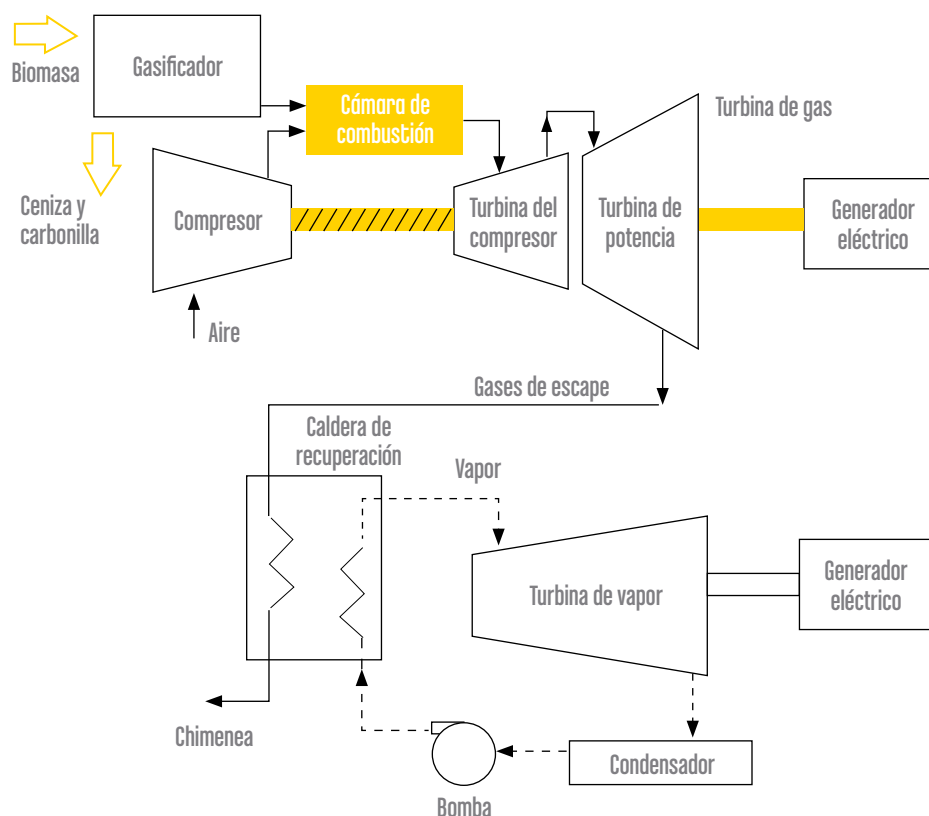 Biomasa
Gasificador
Cámara de
combustión
Turbina de gas
Ceniza y
carbonilla
Compresor
Turbina del
compresor
Turbina de
potencia
Generador
eléctrico
Aire
Gases de escape
Caldera de
recuperación
Vapor
Turbina de vapor
Generador
eléctrico
Chimenea
Condensador
Bomba